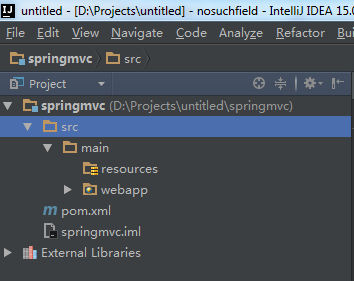 untitled - [D:\Projects\untitled] - nosuchfield - IntelliJ IDEA 15.0
File Edit View Navigate Code Analyze Refactor Build
springmvc src
Project
springmvc (D:\Projects\untitled\springmvc)
src
main
resources
webapp
pom.xml
springmvc.iml
External Libraries